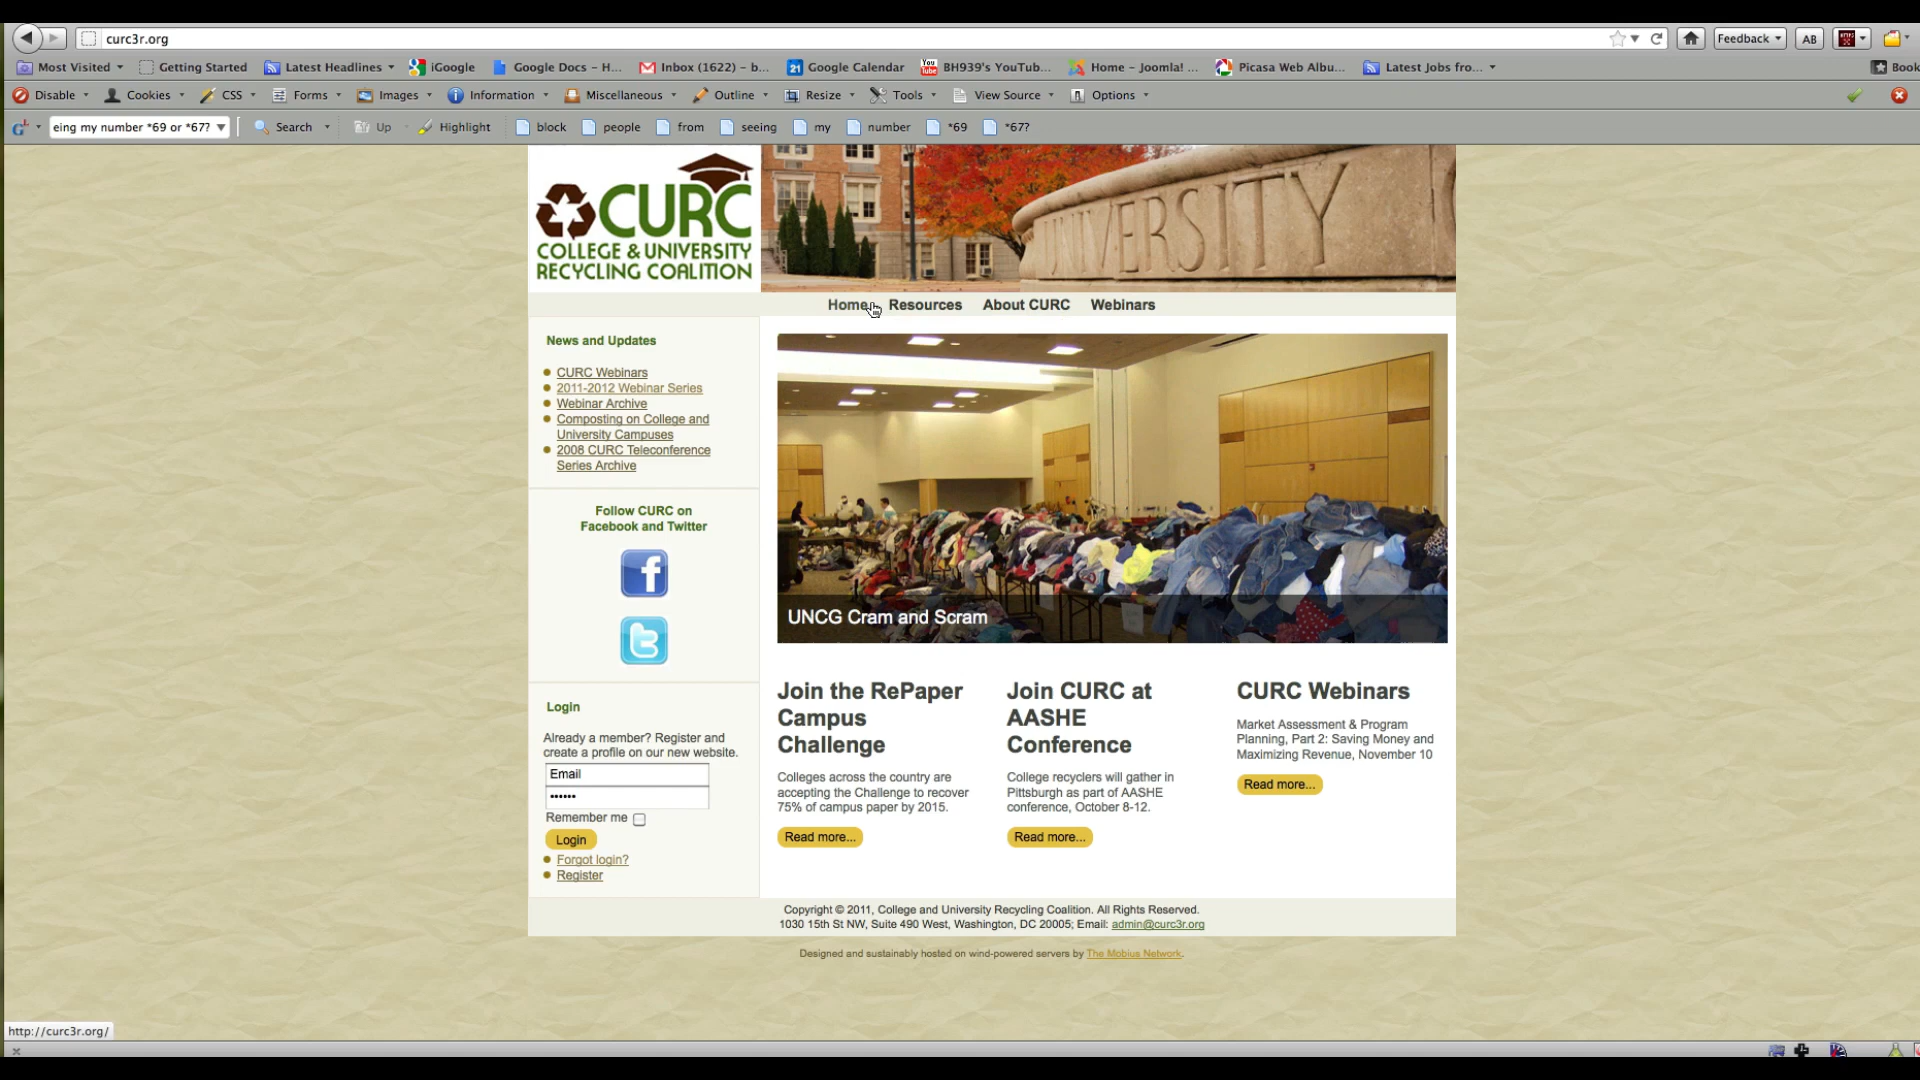 curc3r.org
Feedback
AB
Most Visited
Getting Started
Latest Headlines
iGoogle
Google Docs - H...
Inbox (1622) - b...
Google Calendar
BH939's YouTub...
Home - Joomla! ...
Picasa Web Albu...
Latest Jobs fro...
Book
Disable
Cookies
CSS
Forms
Images
Information
Miscellaneous
Outline
Resize
Tools
View Source
Options
eing my number *69 or *67?
Search
Up
Highlight
block
people
from
seeing
my
number
*69
*67?
CURC
COLLEGE & UNIVERSITY
RECYCLING COALITION
UNIVERSITY
Home
Resources
About CURC
Webinars
News and Updates
CURC Webinars
2011-2012 Webinar Series
Webinar Archive
Composting on College and
University Campuses
2008 CURC Teleconference
Series Archive
Follow CURC on
Facebook and Twitter
UNCG Cram and Scram
Login
Already a member? Register and
create a profile on our new website.
Email
Remember me
Login
Forgot login?
Register
Join the RePaper
Campus
Challenge
Colleges across the country are
accepting the Challenge to recover
75% of campus paper by 2015.
Read more...
Join CURC at
AASHE
Conference
College recyclers will gather in
Pittsburgh as part of AASHE
conference, October 8-12.
Read more...
CURC Webinars
Market Assessment & Program
Planning, Part 2: Saving Money and
Maximizing Revenue, November 10
Read more...
Copyright © 2011, College and University Recycling Coalition. All Rights Reserved.
1030 15th St NW, Suite 490 West, Washington, DC 20005; Email: admin@curc3r.org
Designed and sustainably hosted on wind-powered servers by The Mobius Network.
http://curc3r.org/